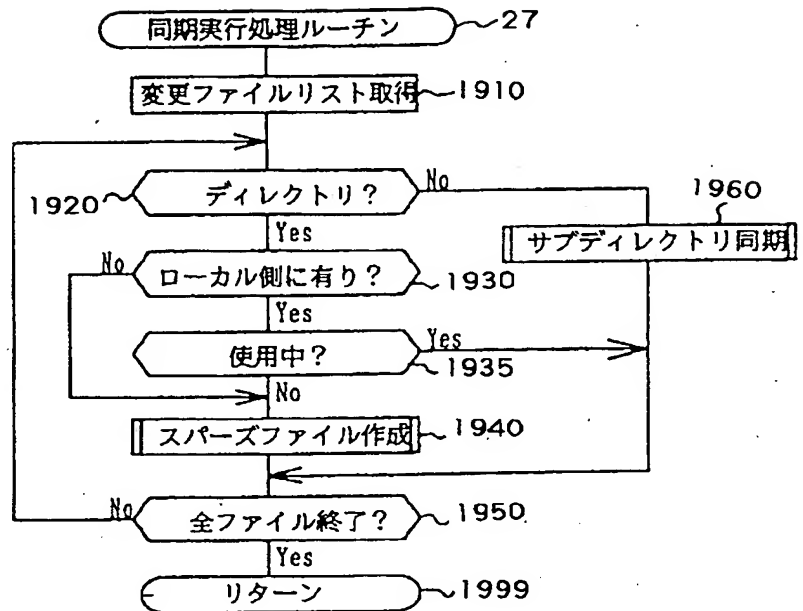 同期実行処理ルーチン 27
変更ファイルリスト取得 1910
1920 ディレクトリ? No
Yes
1960
サブディレクトリ同期
No ローカル側に有り? 1930
Yes
使用中? Yes
1935
No
スパーズファイル作成 1940
No 全ファイル終了? 1950
Yes
リターン 1999